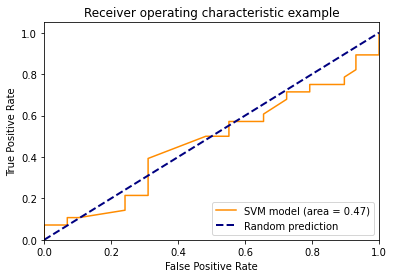 Receiver operating characteristic example
1.0
0.8
0.6
0.4
0.2
0.0
True Positive Rate
SVM model (area = 0.47)
Random prediction
0.0 0.2 0.4 0.6 0.8 1.0
False Positive Rate